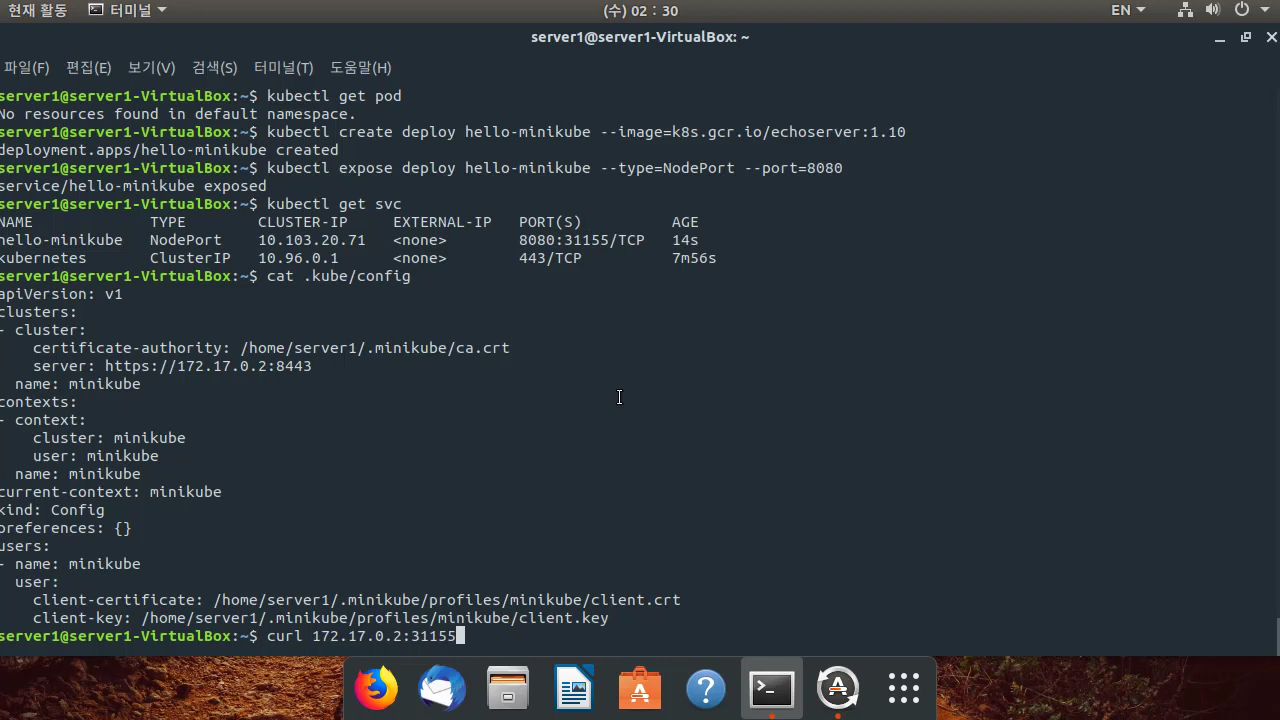 현재 활동 터미널 (수) 02 : 30 EN
server1@server1-VirtualBox: ~
파일(F) 편집(E) 보기(V) 검색(S) 터미널(T) 도움말(H)
server1@server1-VirtualBox:~$ kubectl get pod
No resources found in default namespace.
server1@server1-VirtualBox:~$ kubectl create deploy hello-minikube --image=k8s.gcr.io/echoserver:1.10
deployment.apps/hello-minikube created
server1@server1-VirtualBox:~$ kubectl expose deploy hello-minikube --type=NodePort --port=8080
service/hello-minikube exposed
server1@server1-VirtualBox:~$ kubectl get svc
NAME TYPE CLUSTER-IP EXTERNAL-IP PORT(S) AGE
hello-minikube NodePort 10.103.20.71 <none> 8080:31155/TCP 14s
kubernetes ClusterIP 10.96.0.1 <none> 443/TCP 7m56s
server1@server1-VirtualBox:~$ cat .kube/config
apiVersion: v1
clusters:
- cluster:
    certificate-authority: /home/server1/.minikube/ca.crt
    server: https://172.17.0.2:8443
  name: minikube
contexts:
- context:
    cluster: minikube
    user: minikube
  name: minikube
current-context: minikube
kind: Config
preferences: {}
users:
- name: minikube
  user:
    client-certificate: /home/server1/.minikube/profiles/minikube/client.crt
    client-key: /home/server1/.minikube/profiles/minikube/client.key
server1@server1-VirtualBox:~$ curl 172.17.0.2:31155